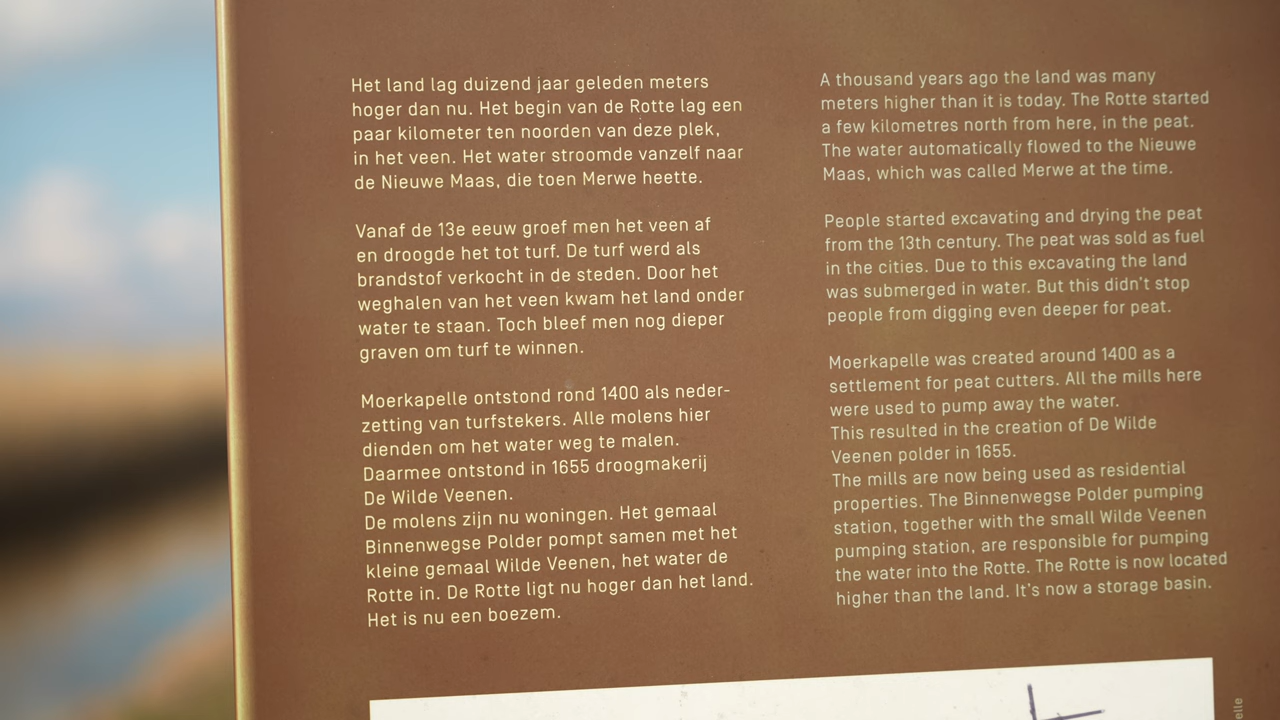 Het land lag duizend jaar geleden meters
hoger dan nu. Het begin van de Rotte lag een
paar kilometer ten noorden van deze plek,
in het veen. Het water stroomde vanzelf naar
de Nieuwe Maas, die toen Merwe heette.
Vanaf de 13e eeuw groef men het veen af
en droogde het tot turf. De turf werd als
brandstof verkocht in de steden. Door het
weghalen van het veen kwam het land onder
water te staan. Toch bleef men nog dieper
graven om turf te winnen.
Moerkapelle ontstond rond 1400 als neder-
zetting van turfstekers. Alle molens hier
dienden om het water weg te malen.
Daarmee ontstond in 1655 droogmakerij
De Wilde Veenen.
De molens zijn nu woningen. Het gemaal
Binnenwegse Polder pompt samen met het
kleine gemaal Wilde Veenen, het water de
Rotte in. De Rotte ligt nu hoger dan het land.
Het is nu een boezem.
A thousand years ago the land was many
meters higher than it is today. The Rotte started
a few kilometres north from here, in the peat.
The water automatically flowed to the Nieuwe
Maas, which was called Merwe at the time.
People started excavating and drying the peat
from the 13th century. The peat was sold as fuel
in the cities. Due to this excavating the land
was submerged in water. But this didn't stop
people from digging even deeper for peat.
Moerkapelle was created around 1400 as a
settlement for peat cutters. All the mills here
were used to pump away the water.
This resulted in the creation of De Wilde
Veenen polder in 1655.
The mills are now being used as residential
properties. The Binnenwegse Polder pumping
station, together with the small Wilde Veenen
pumping station, are responsible for pumping
the water into the Rotte. The Rotte is now located
higher than the land. It's now a storage basin.